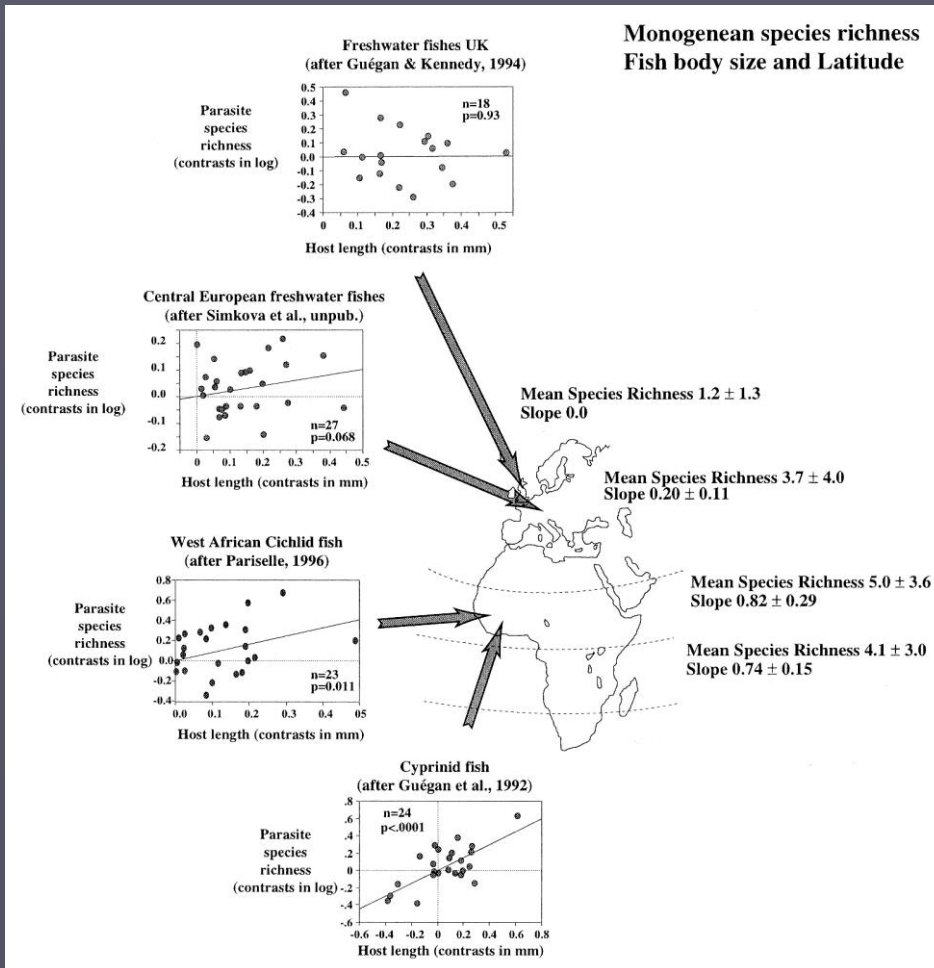 Monogenean species richness
Fish body size and Latitude
Freshwater fishes UK
(after Guégan & Kennedy, 1994)
Parasite
species
richness
(contrasts in log)
0.5
0.4
0.3
0.2
0.1
0.0
-0.1
-0.2
-0.3
-0.4
n=18
p=0.93
0 0.1 0.2 0.3 0.4 0.5
Host length (contrasts in mm)
Central European freshwater fishes
(after Simkova et al., unpub.)
Parasite
species
richness
(contrasts in log)
0.2
0.1
0.0
-0.1
-0.2
n=27
p=0.068
0 0.1 0.2 0.3 0.4 0.5
Host length (contrasts in mm)
Mean Species Richness 1.2 ± 1.3
Slope 0.0
Mean Species Richness 3.7 ± 4.0
Slope 0.20 ± 0.11
West African Cichlid fish
(after Pariselle, 1996)
Parasite
species
richness
(contrasts in log)
0.8
0.6
0.4
0.2
0.0
-0.2
-0.4
n=23
p=0.011
0.0 0.1 0.2 0.3 0.4 05
Host length (contrasts in mm)
Mean Species Richness 5.0 ± 3.6
Slope 0.82 ± 0.29
Mean Species Richness 4.1 ± 3.0
Slope 0.74 ± 0.15
Cyprinid fish
(after Guégan et al., 1992)
Parasite
species
richness
(contrasts in log)
.8
.6
.4
.2
0
-.2
-.4
-.6
n=24
p<.0001
-0.6 -0.4 -0.2 0 0.2 0.4 0.6 0.8
Host length (contrasts in mm)